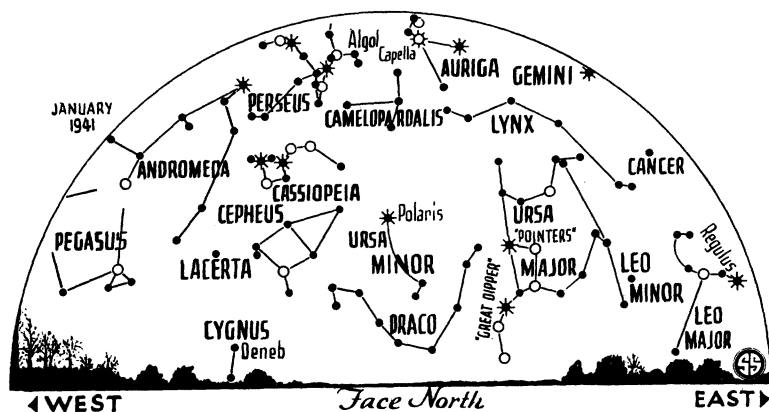 Algol
Capella
AURIGA
GEMINI
JANUARY
1941
PERSEUS
CAMELOPARDALIS
LYNX
ANDROMEDA
CANCER
CASSIOPEIA
CEPHEUS
Polaris
URSA
MINOR
URSA
"POINTERS"
MAJOR
PEGASUS
LACERTA
Regulus
LEO
MINOR
"GREAT DIPPER"
DRACO
LEO
MAJOR
CYGNUS
Deneb
SS
WEST
Face North
EAST